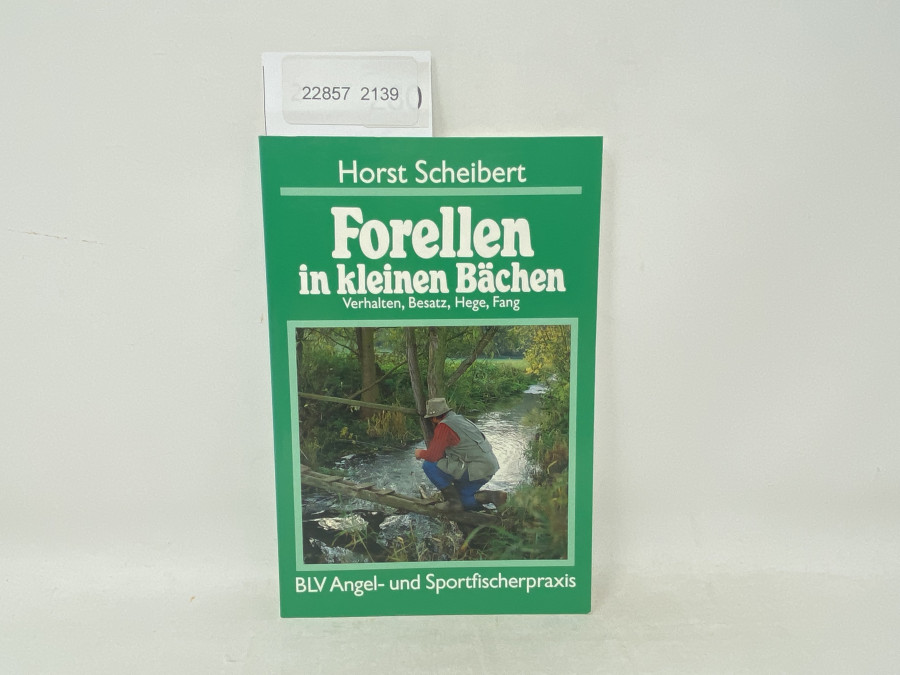 22857 2139
Horst Scheibert
Forellen
in kleinen Bächen
Verhalten, Besatz, Hege, Fang
BLV Angel- und Sportfischerpraxis